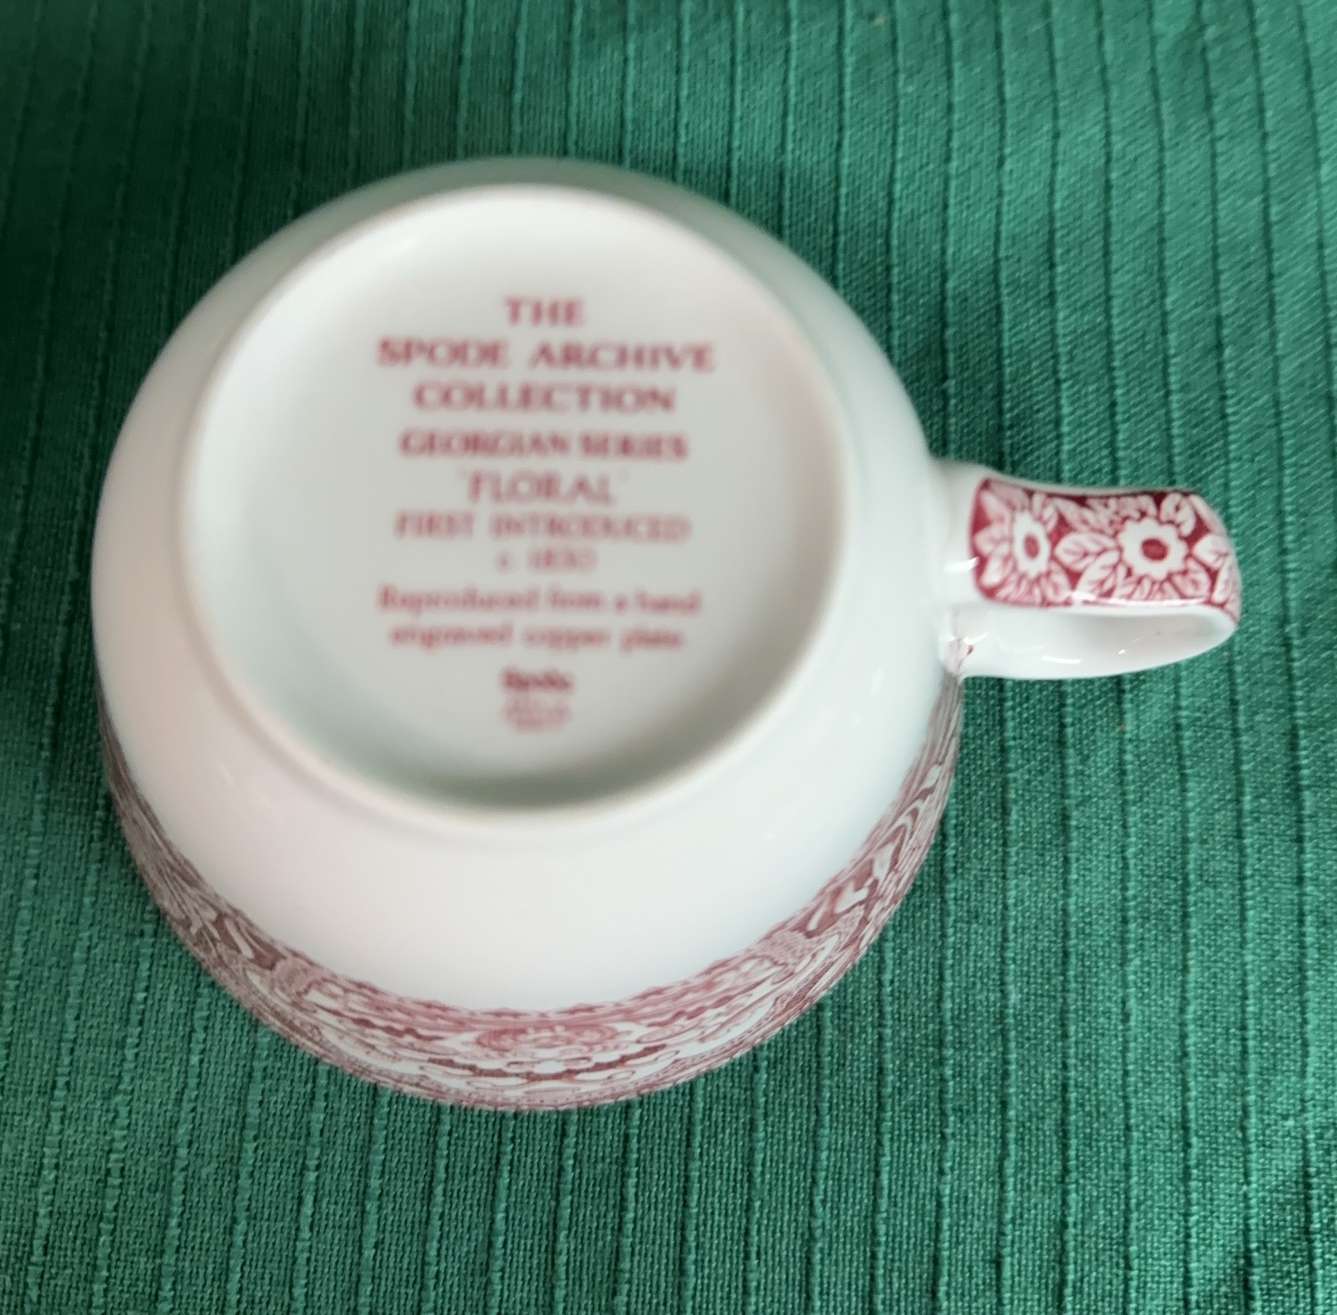 THE
SPODE ARCHIVE
COLLECTION
GEORGIAN SERIES
'FLORAL'
FIRST INTRODUCED
c 1830
Reproduced from a hand
engraved copper plate
Spode